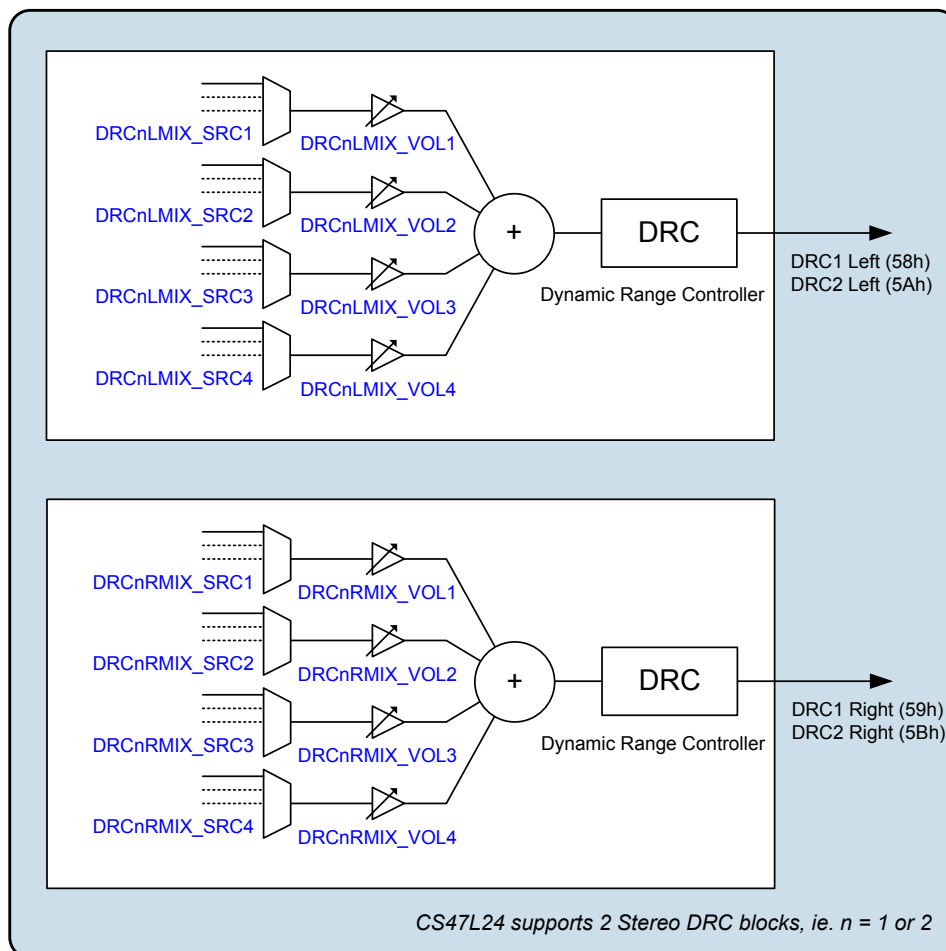 DRCnLMIX_SRC1
DRCnLMIX_VOL1
DRCnLMIX_SRC2
DRCnLMIX_VOL2
DRCnLMIX_SRC3
DRCnLMIX_VOL3
DRCnLMIX_SRC4
DRCnLMIX_VOL4
+
DRC
Dynamic Range Controller
DRC1 Left (58h)
DRC2 Left (5Ah)
DRCnRMIX_SRC1
DRCnRMIX_VOL1
DRCnRMIX_SRC2
DRCnRMIX_VOL2
DRCnRMIX_SRC3
DRCnRMIX_VOL3
DRCnRMIX_SRC4
DRCnRMIX_VOL4
+
DRC
Dynamic Range Controller
DRC1 Right (59h)
DRC2 Right (5Bh)
CS47L24 supports 2 Stereo DRC blocks, ie. n = 1 or 2